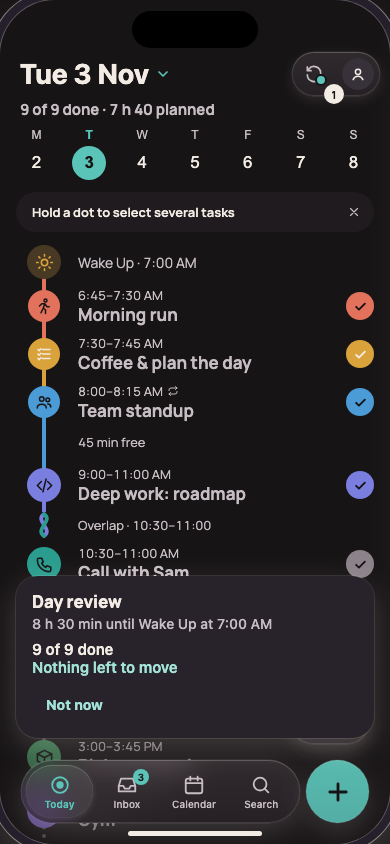 Tue 3 Nov
1
9 of 9 done · 7 h 40 planned
M T W T F S S
2 3 4 5 6 7 8
Hold a dot to select several tasks
Wake Up · 7:00 AM
6:45–7:30 AM
Morning run
7:30–7:45 AM
Coffee & plan the day
8:00–8:15 AM
Team standup
45 min free
9:00–11:00 AM
Deep work: roadmap
Overlap · 10:30–11:00
10:30–11:00 AM
Call with Sam
Day review
8 h 30 min until Wake Up at 7:00 AM
9 of 9 done
Nothing left to move
Not now
3:00–3:45 PM
3
Today Inbox Calendar Search
Gym